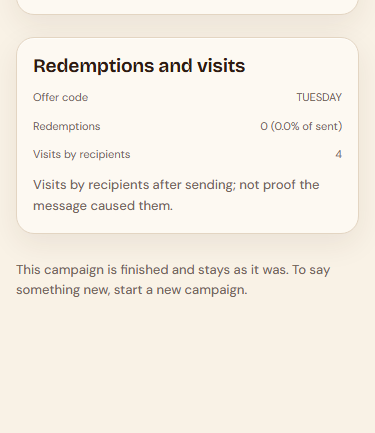 Redemptions and visits
Offer code TUESDAY
Redemptions 0 (0.0% of sent)
Visits by recipients 4
Visits by recipients after sending; not proof the
message caused them.
This campaign is finished and stays as it was. To say
something new, start a new campaign.